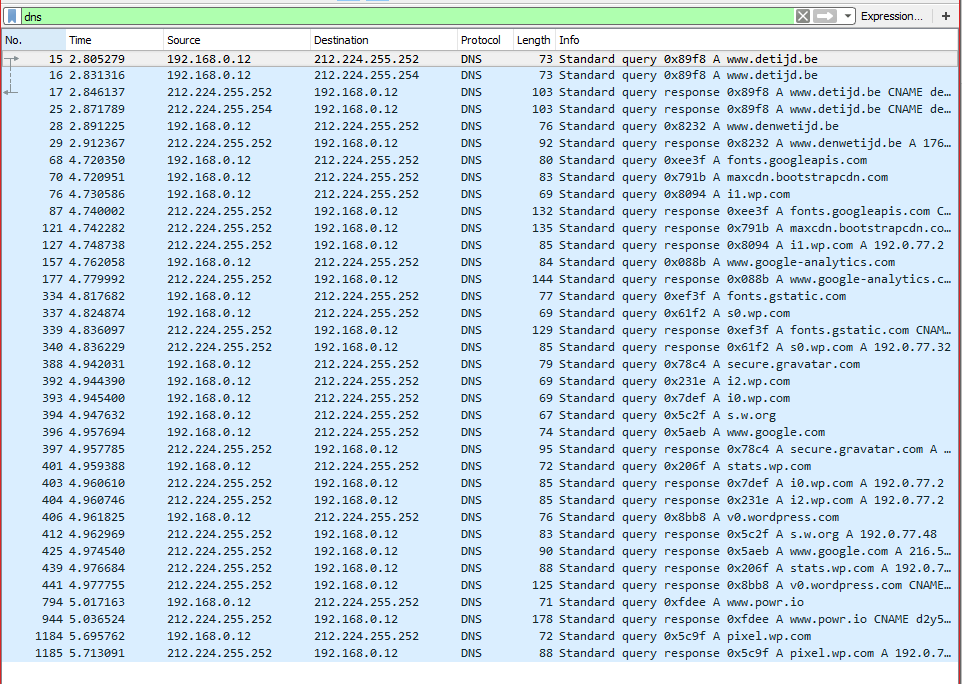 dns
Expression... +
No. Time Source Destination Protocol Length Info
15 2.805279 192.168.0.12 212.224.255.252 DNS 73 Standard query 0x89f8 A www.detijd.be
16 2.831316 192.168.0.12 212.224.255.254 DNS 73 Standard query 0x89f8 A www.detijd.be
17 2.846137 212.224.255.252 192.168.0.12 DNS 103 Standard query response 0x89f8 A www.detijd.be CNAME de...
25 2.871789 212.224.255.254 192.168.0.12 DNS 103 Standard query response 0x89f8 A www.detijd.be CNAME de...
28 2.891225 192.168.0.12 212.224.255.252 DNS 76 Standard query 0x8232 A www.denwetijd.be
29 2.912367 212.224.255.252 192.168.0.12 DNS 92 Standard query response 0x8232 A www.denwetijd.be A 176...
68 4.720350 192.168.0.12 212.224.255.252 DNS 80 Standard query 0xee3f A fonts.googleapis.com
70 4.720951 192.168.0.12 212.224.255.252 DNS 83 Standard query 0x791b A maxcdn.bootstrapcdn.com
76 4.730586 192.168.0.12 212.224.255.252 DNS 69 Standard query 0x8094 A i1.wp.com
87 4.740002 212.224.255.252 192.168.0.12 DNS 132 Standard query response 0xee3f A fonts.googleapis.com C...
121 4.742282 212.224.255.252 192.168.0.12 DNS 135 Standard query response 0x791b A maxcdn.bootstrapcdn.co...
127 4.748738 212.224.255.252 192.168.0.12 DNS 85 Standard query response 0x8094 A i1.wp.com A 192.0.77.2
157 4.762058 192.168.0.12 212.224.255.252 DNS 84 Standard query 0x088b A www.google-analytics.com
177 4.779992 212.224.255.252 192.168.0.12 DNS 144 Standard query response 0x088b A www.google-analytics.c...
334 4.817682 192.168.0.12 212.224.255.252 DNS 77 Standard query 0xef3f A fonts.gstatic.com
337 4.824874 192.168.0.12 212.224.255.252 DNS 69 Standard query 0x61f2 A s0.wp.com
339 4.836097 212.224.255.252 192.168.0.12 DNS 129 Standard query response 0xef3f A fonts.gstatic.com CNAM...
340 4.836229 212.224.255.252 192.168.0.12 DNS 85 Standard query response 0x61f2 A s0.wp.com A 192.0.77.32
388 4.942031 192.168.0.12 212.224.255.252 DNS 79 Standard query 0x78c4 A secure.gravatar.com
392 4.944390 192.168.0.12 212.224.255.252 DNS 69 Standard query 0x231e A i2.wp.com
393 4.945400 192.168.0.12 212.224.255.252 DNS 69 Standard query 0x7def A i0.wp.com
394 4.947632 192.168.0.12 212.224.255.252 DNS 67 Standard query 0x5c2f A s.w.org
396 4.957694 192.168.0.12 212.224.255.252 DNS 74 Standard query 0x5aeb A www.google.com
397 4.957785 212.224.255.252 192.168.0.12 DNS 95 Standard query response 0x78c4 A secure.gravatar.com A ...
401 4.959388 192.168.0.12 212.224.255.252 DNS 72 Standard query 0x206f A stats.wp.com
403 4.960610 212.224.255.252 192.168.0.12 DNS 85 Standard query response 0x7def A i0.wp.com A 192.0.77.2
404 4.960746 212.224.255.252 192.168.0.12 DNS 85 Standard query response 0x231e A i2.wp.com A 192.0.77.2
406 4.961825 192.168.0.12 212.224.255.252 DNS 76 Standard query 0x8bb8 A v0.wordpress.com
412 4.962969 212.224.255.252 192.168.0.12 DNS 83 Standard query response 0x5c2f A s.w.org A 192.0.77.48
425 4.974540 212.224.255.252 192.168.0.12 DNS 90 Standard query response 0x5aeb A www.google.com A 216.5...
439 4.976684 212.224.255.252 192.168.0.12 DNS 88 Standard query response 0x206f A stats.wp.com A 192.0.7...
441 4.977755 212.224.255.252 192.168.0.12 DNS 125 Standard query response 0x8bb8 A v0.wordpress.com CNAME...
794 5.017163 192.168.0.12 212.224.255.252 DNS 71 Standard query 0xfdee A www.powr.io
944 5.036524 212.224.255.252 192.168.0.12 DNS 178 Standard query response 0xfdee A www.powr.io CNAME d2y5...
1184 5.695762 192.168.0.12 212.224.255.252 DNS 72 Standard query 0x5c9f A pixel.wp.com
1185 5.713091 212.224.255.252 192.168.0.12 DNS 88 Standard query response 0x5c9f A pixel.wp.com A 192.0.7...